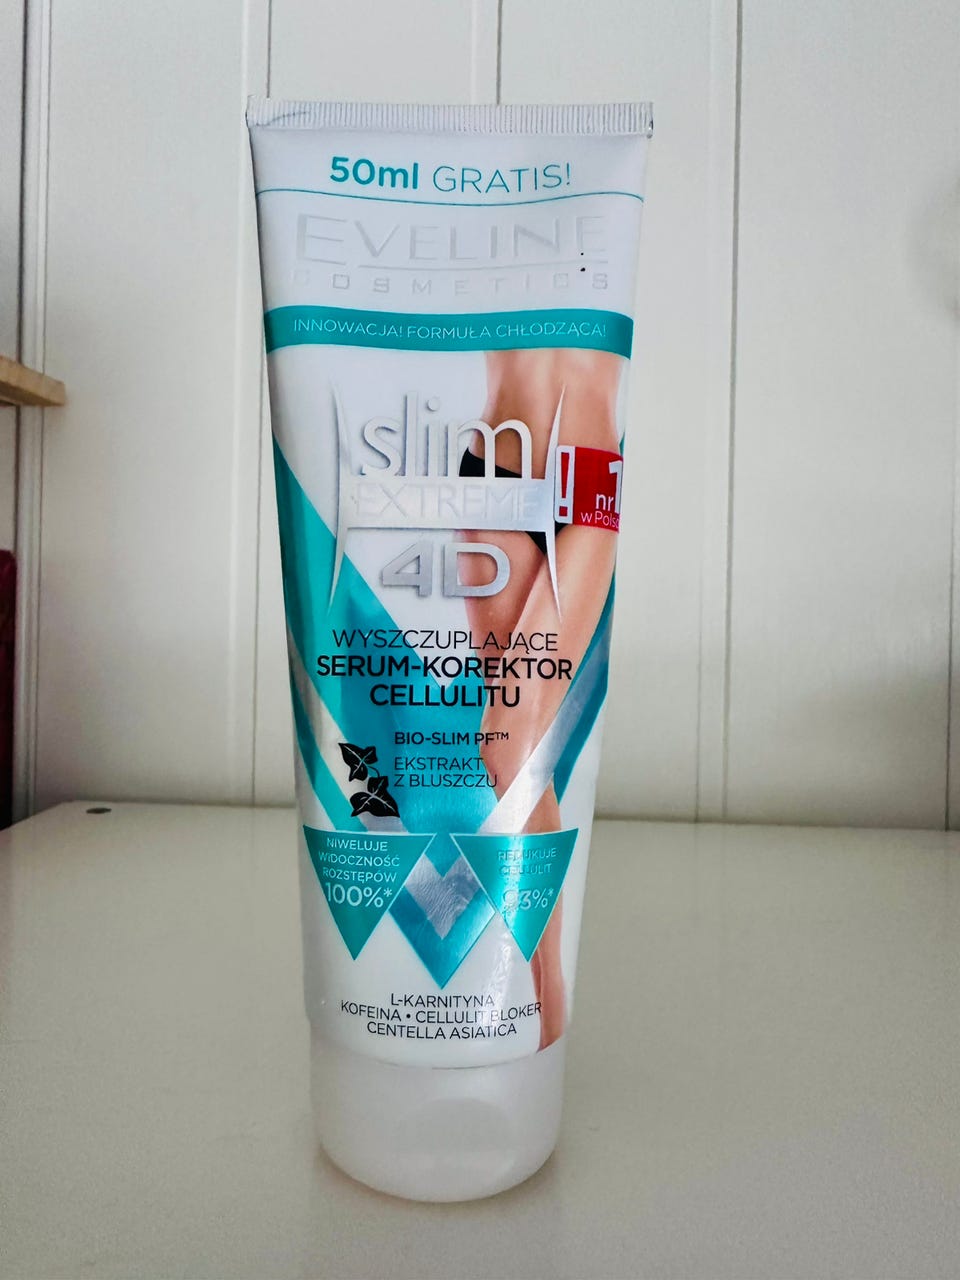 50ml GRATIS!
EVELINE
COSMETICS
INNOWACJA! FORMUŁA CHŁODZĄCA!
slim
EXTREME
4D
!
nr 1
w Polsc
WYSZCZUPLAJĄCE
SERUM-KOREKTOR
CELLULITU
BIO-SLIM PF™
EKSTRAKT
Z BLUSZCZU
NIWELUJE
WIDOCZNOŚĆ
ROZSTĘPÓW
100%*
REDUKUJE
CELLULIT
93%*
L-KARNITYNA
KOFEINA • CELLULIT BLOKER
CENTELLA ASIATICA